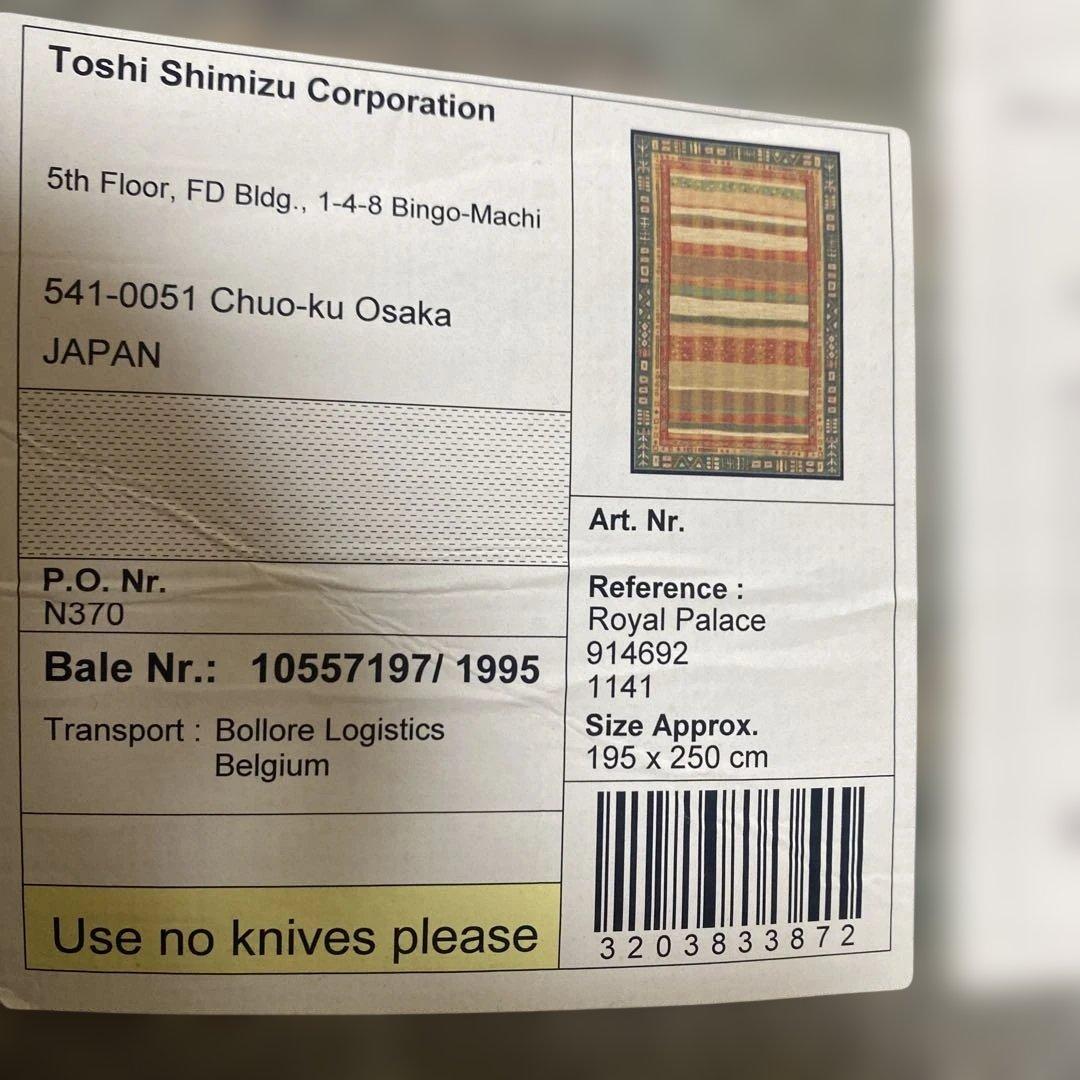 Toshi Shimizu Corporation
5th Floor, FD Bldg., 1-4-8 Bingo-Machi
541-0051 Chuo-ku Osaka
JAPAN
P.O. Nr.
N370
Bale Nr.: 10557197/ 1995
Transport : Bollore Logistics
Belgium
Use no knives please
Art. Nr.
Reference :
Royal Palace
914692
1141
Size Approx.
195 x 250 cm
3203833872